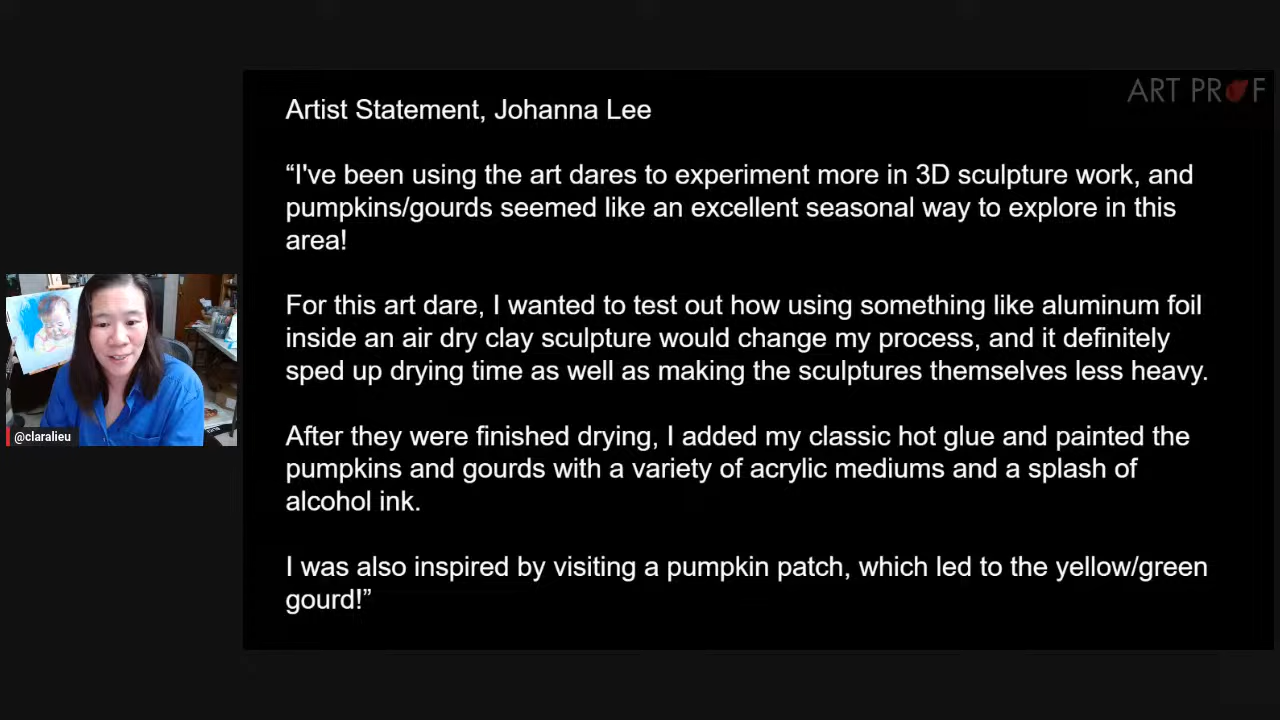 ART PROF
Artist Statement, Johanna Lee
“I've been using the art dares to experiment more in 3D sculpture work, and
pumpkins/gourds seemed like an excellent seasonal way to explore in this
area!
For this art dare, I wanted to test out how using something like aluminum foil
inside an air dry clay sculpture would change my process, and it definitely
sped up drying time as well as making the sculptures themselves less heavy.
After they were finished drying, I added my classic hot glue and painted the
pumpkins and gourds with a variety of acrylic mediums and a splash of
alcohol ink.
I was also inspired by visiting a pumpkin patch, which led to the yellow/green
gourd!”
@claralieu